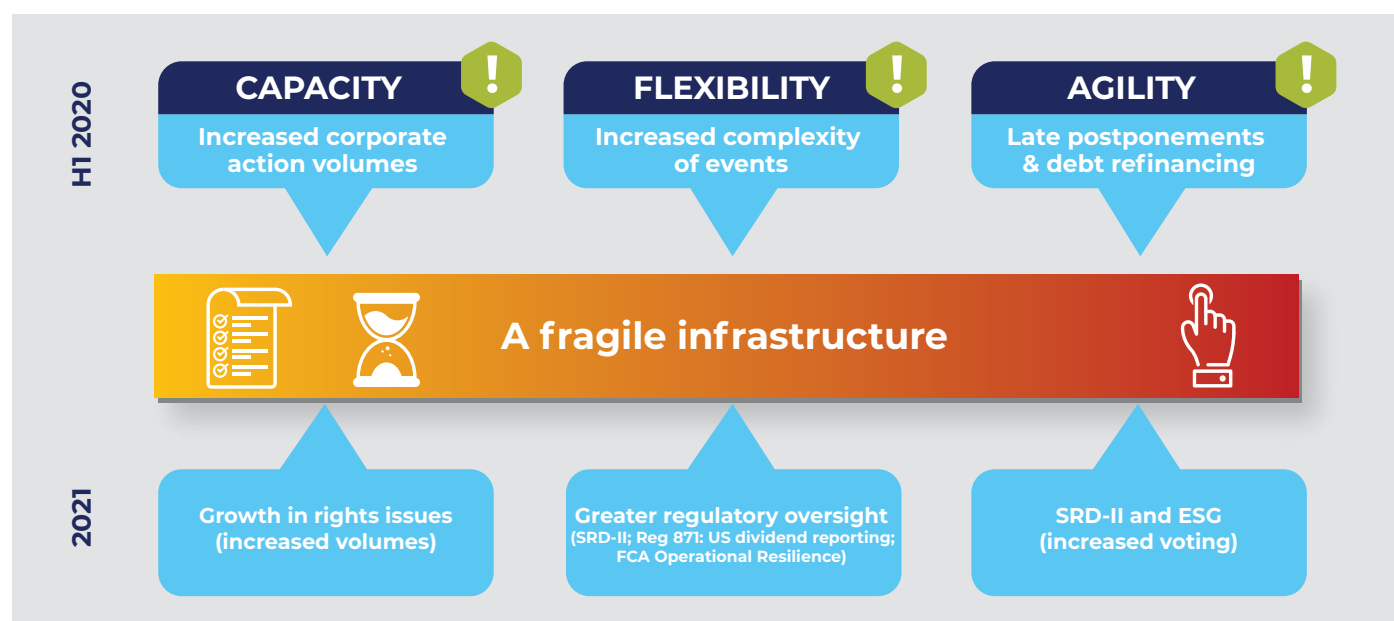 H1 2020
CAPACITY
Increased corporate
action volumes
FLEXIBILITY
Increased complexity
of events
AGILITY
Late postponements
& debt refinancing
A fragile infrastructure
2021
Growth in rights issues
(increased volumes)
Greater regulatory oversight
(SRD-II; Reg 871: US dividend reporting;
FCA Operational Resilience)
SRD-II and ESG
(increased voting)